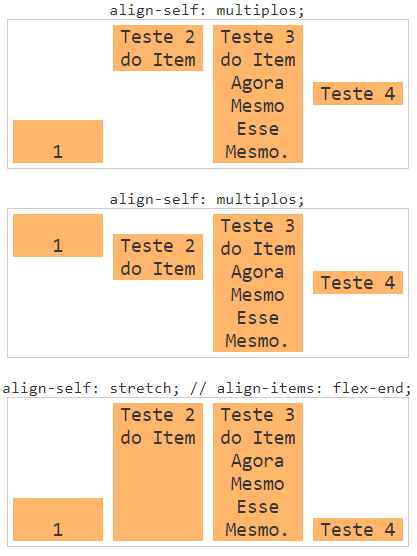 align-self: multiplos;
Teste 2
do Item
Teste 3
do Item
Agora
Mesmo
Esse
Mesmo.
Teste 4
1
align-self: multiplos;
1
Teste 2
do Item
Teste 3
do Item
Agora
Mesmo
Esse
Mesmo.
Teste 4
align-self: stretch; // align-items: flex-end;
Teste 2
do Item
Teste 3
do Item
Agora
Mesmo
Esse
Mesmo.
1
Teste 4